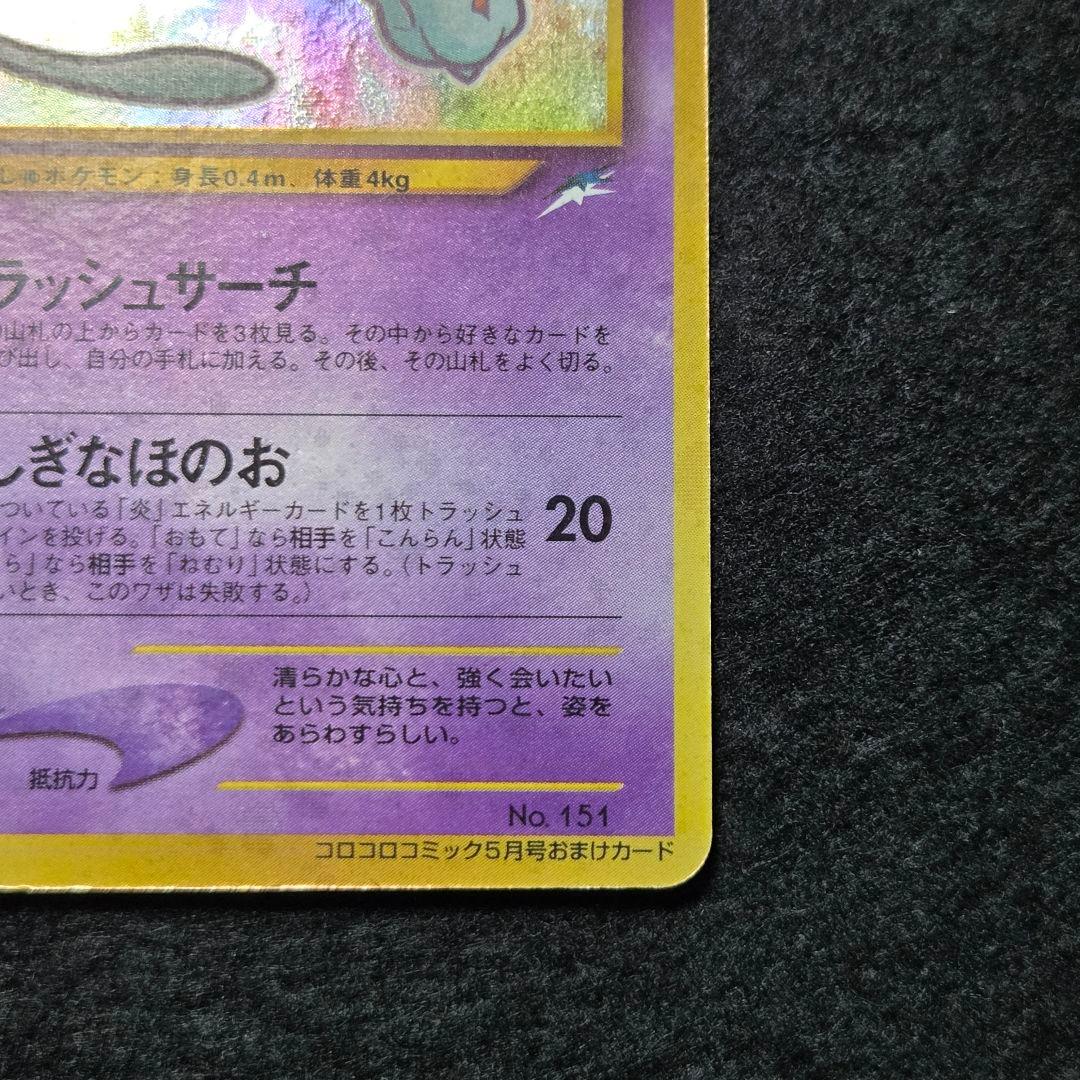 しゅポケモン：身長0.4m、体重4kg
ラッシュサーチ
山札の上からカードを3枚見る。その中から好きなカードを
び出し、自分の手札に加える。その後、その山札をよく切る。
しぎなほのお
ついている「炎」エネルギーカードを1枚トラッシュ
インを投げる。「おもて」なら相手を「こんらん」状態
ら」なら相手を「ねむり」状態にする。（トラッシュ
いとき、このワザは失敗する。）
20
清らかな心と、強く会いたい
という気持ちを持つと、姿を
あらわすらしい。
抵抗力
No. 151
コロコロコミック5月号おまけカード